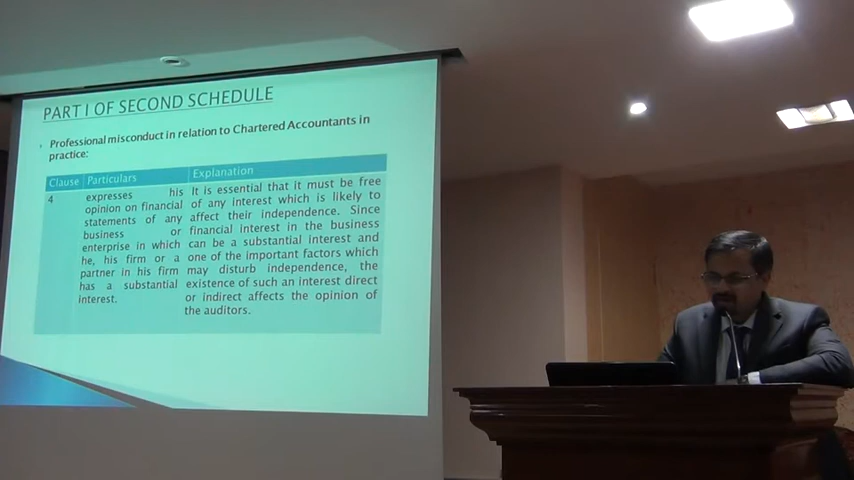 PART I OF SECOND SCHEDULE
Professional misconduct in relation to Chartered Accountants in
practice:
Clause Particulars Explanation
4
expresses his
opinion on financial
statements of any
business or
enterprise in which
he, his firm or a
partner in his firm
has a substantial
interest.
It is essential that it must be free
of any interest which is likely to
affect their independence. Since
financial interest in the business
can be a substantial interest and
one of the important factors which
may disturb independence, the
existence of such an interest direct
or indirect affects the opinion of
the auditors.